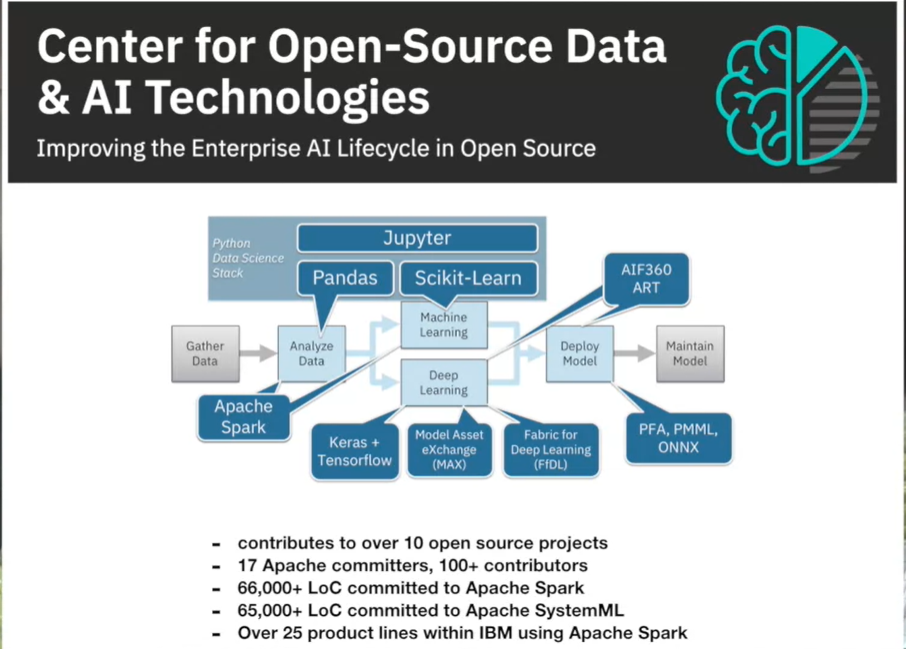 Center for Open-Source Data
& AI Technologies
Improving the Enterprise AI Lifecycle in Open Source
Python
Data Science
Stack
Jupyter
Pandas
Scikit-Learn
AIF360
ART
Gather
Data
Analyze
Data
Machine
Learning
Deep
Learning
Deploy
Model
Maintain
Model
Apache
Spark
Keras +
Tensorflow
Model Asset
eXchange
(MAX)
Fabric for
Deep Learning
(FfDL)
PFA, PMML,
ONNX
- contributes to over 10 open source projects
- 17 Apache committers, 100+ contributors
- 66,000+ LoC committed to Apache Spark
- 65,000+ LoC committed to Apache SystemML
- Over 25 product lines within IBM using Apache Spark